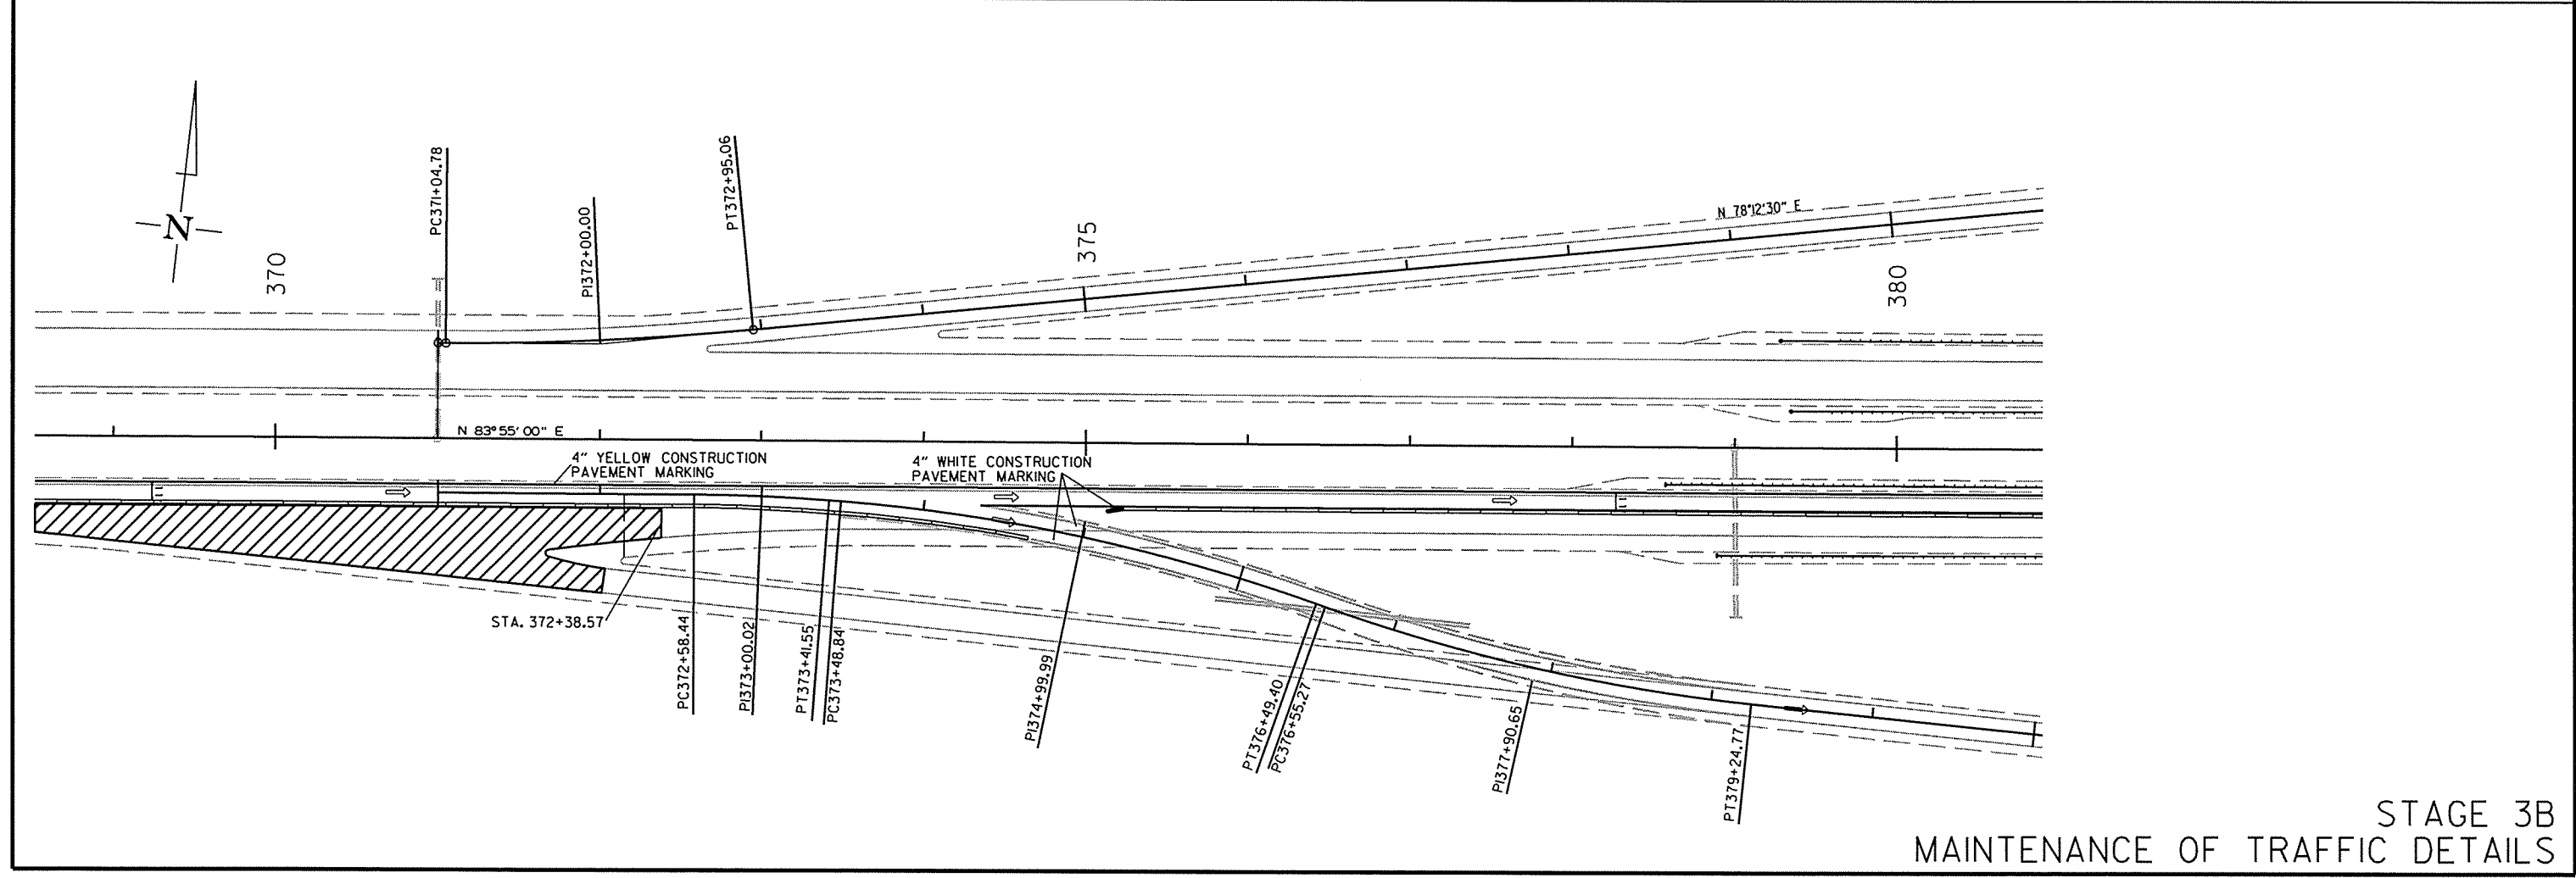 PC371+04.78
PT372+95.06
PI372+00.00
N
370
375
380
N 78°12'30" E
N 83°55'00" E
4" YELLOW CONSTRUCTION
PAVEMENT MARKING
4" WHITE CONSTRUCTION
PAVEMENT MARKING
STA. 372+38.57
PC372+58.44
PI373+00.02
PT373+41.55
PC373+48.84
PI374+99.99
PT376+49.40
PC376+55.27
PI377+90.65
PT379+24.77
STAGE 3B
MAINTENANCE OF TRAFFIC DETAILS